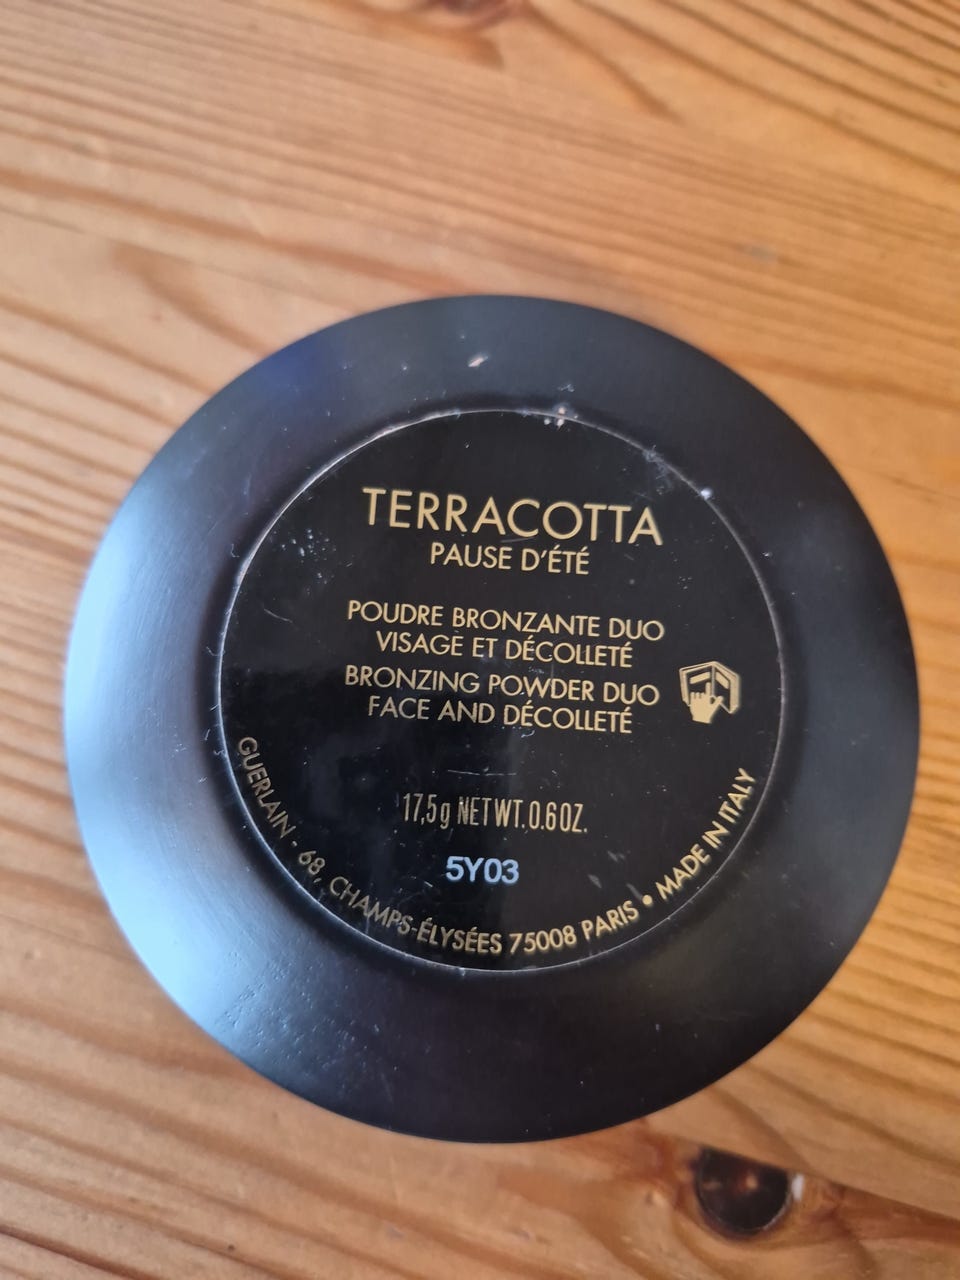 TERRACOTTA
PAUSE D'ÉTÉ
POUDRE BRONZANTE DUO
VISAGE ET DÉCOLLETÉ
BRONZING POWDER DUO
FACE AND DÉCOLLETÉ
17,5g NET WT. 0.6 OZ.
5Y03
GUERLAIN - 68, CHAMPS-ÉLYSÉES 75008 PARIS • MADE IN ITALY